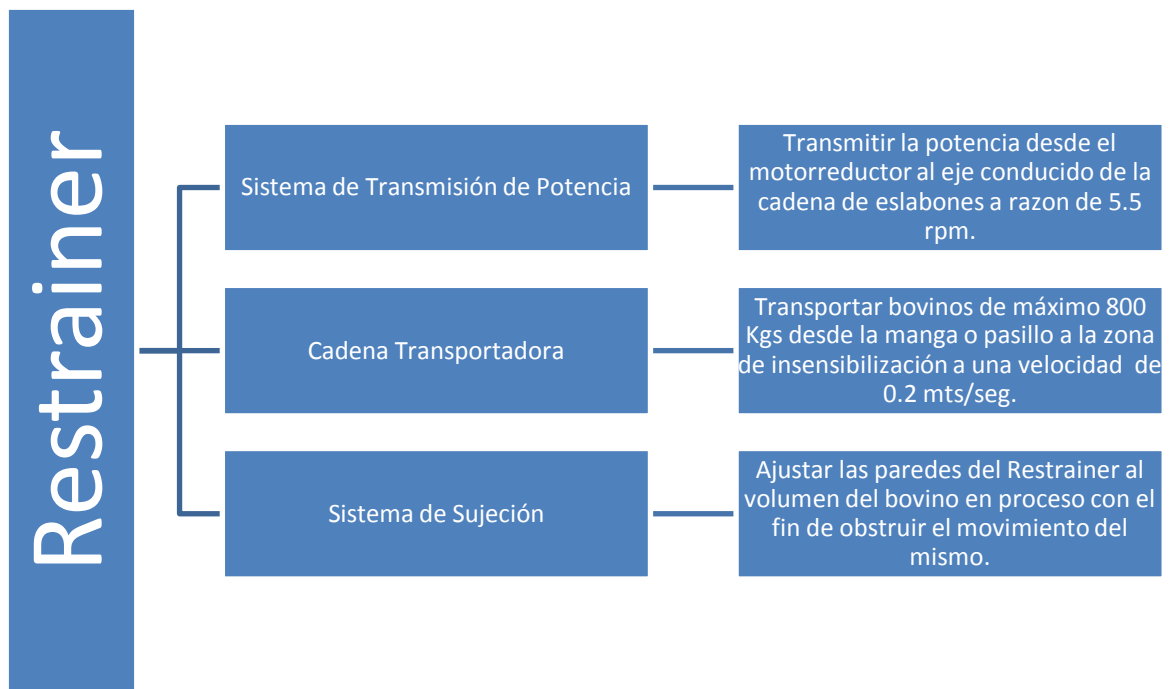 Restrainer
Sistema de Transmisión de Potencia
Transmitir la potencia desde el
motorreductor al eje conducido de la
cadena de eslabones a razon de 5.5
rpm.
Cadena Transportadora
Transportar bovinos de máximo 800
Kgs desde la manga o pasillo a la zona
de insensibilización a una velocidad de
0.2 mts/seg.
Sistema de Sujeción
Ajustar las paredes del Restrainer al
volumen del bovino en proceso con el
fin de obstruir el movimiento del
mismo.